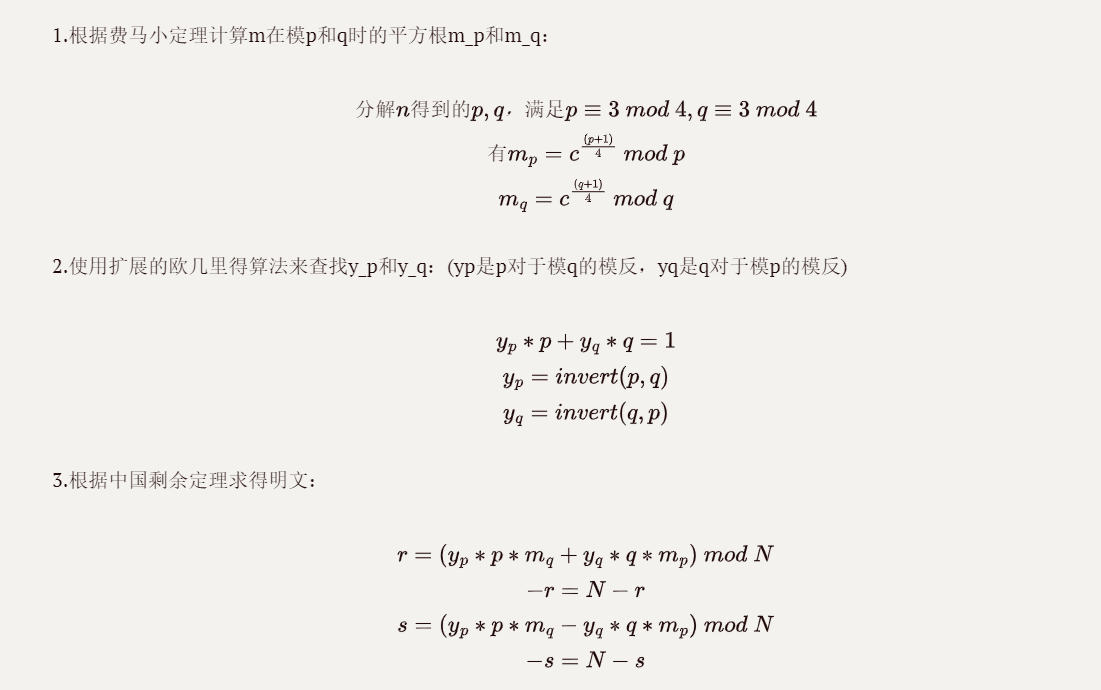 1.根据费马小定理计算m在模p和q时的平方根m_p和m_q：
分解n得到的p, q，满足p ≡ 3 mod 4, q ≡ 3 mod 4
有m_p = c^{\frac{(p+1)}{4}} mod p
m_q = c^{\frac{(q+1)}{4}} mod q
2.使用扩展的欧几里得算法来查找y_p和y_q：(yp是p对于模q的模反，yq是q对于模p的模反)
y_p * p + y_q * q = 1
y_p = invert(p, q)
y_q = invert(q, p)
3.根据中国剩余定理求得明文：
r = (y_p * p * m_q + y_q * q * m_p) mod N
−r = N − r
s = (y_p * p * m_q − y_q * q * m_p) mod N
−s = N − s